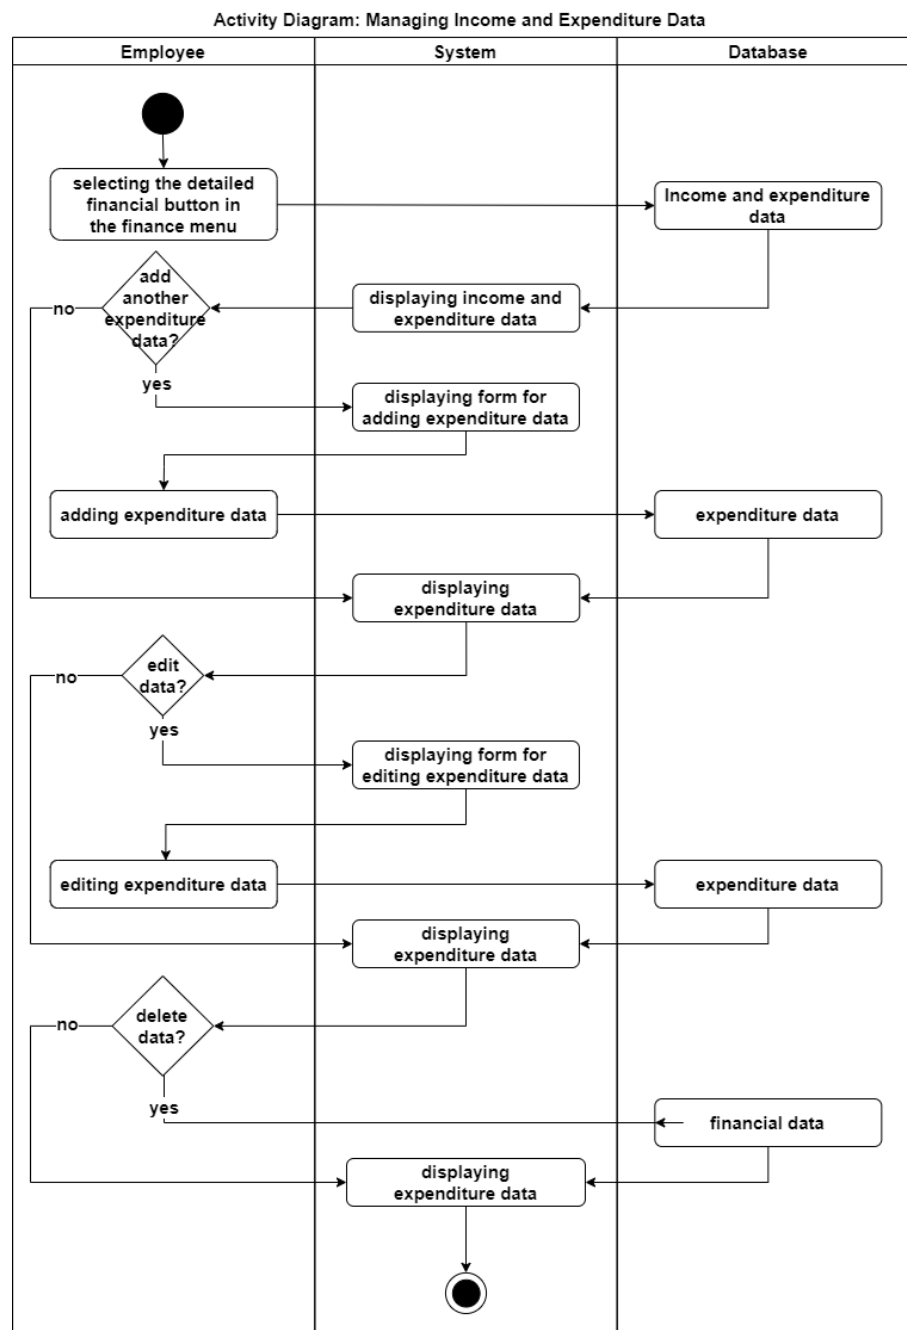 Activity Diagram: Managing Income and Expenditure Data
Employee
System
Database
selecting the detailed
financial button in
the finance menu
Income and expenditure
data
add
another
expenditure
data?
no
displaying income and
expenditure data
yes
displaying form for
adding expenditure data
adding expenditure data
expenditure data
displaying
expenditure data
edit
data?
no
yes
displaying form for
editing expenditure data
editing expenditure data
expenditure data
displaying
expenditure data
delete
data?
no
yes
financial data
displaying
expenditure data